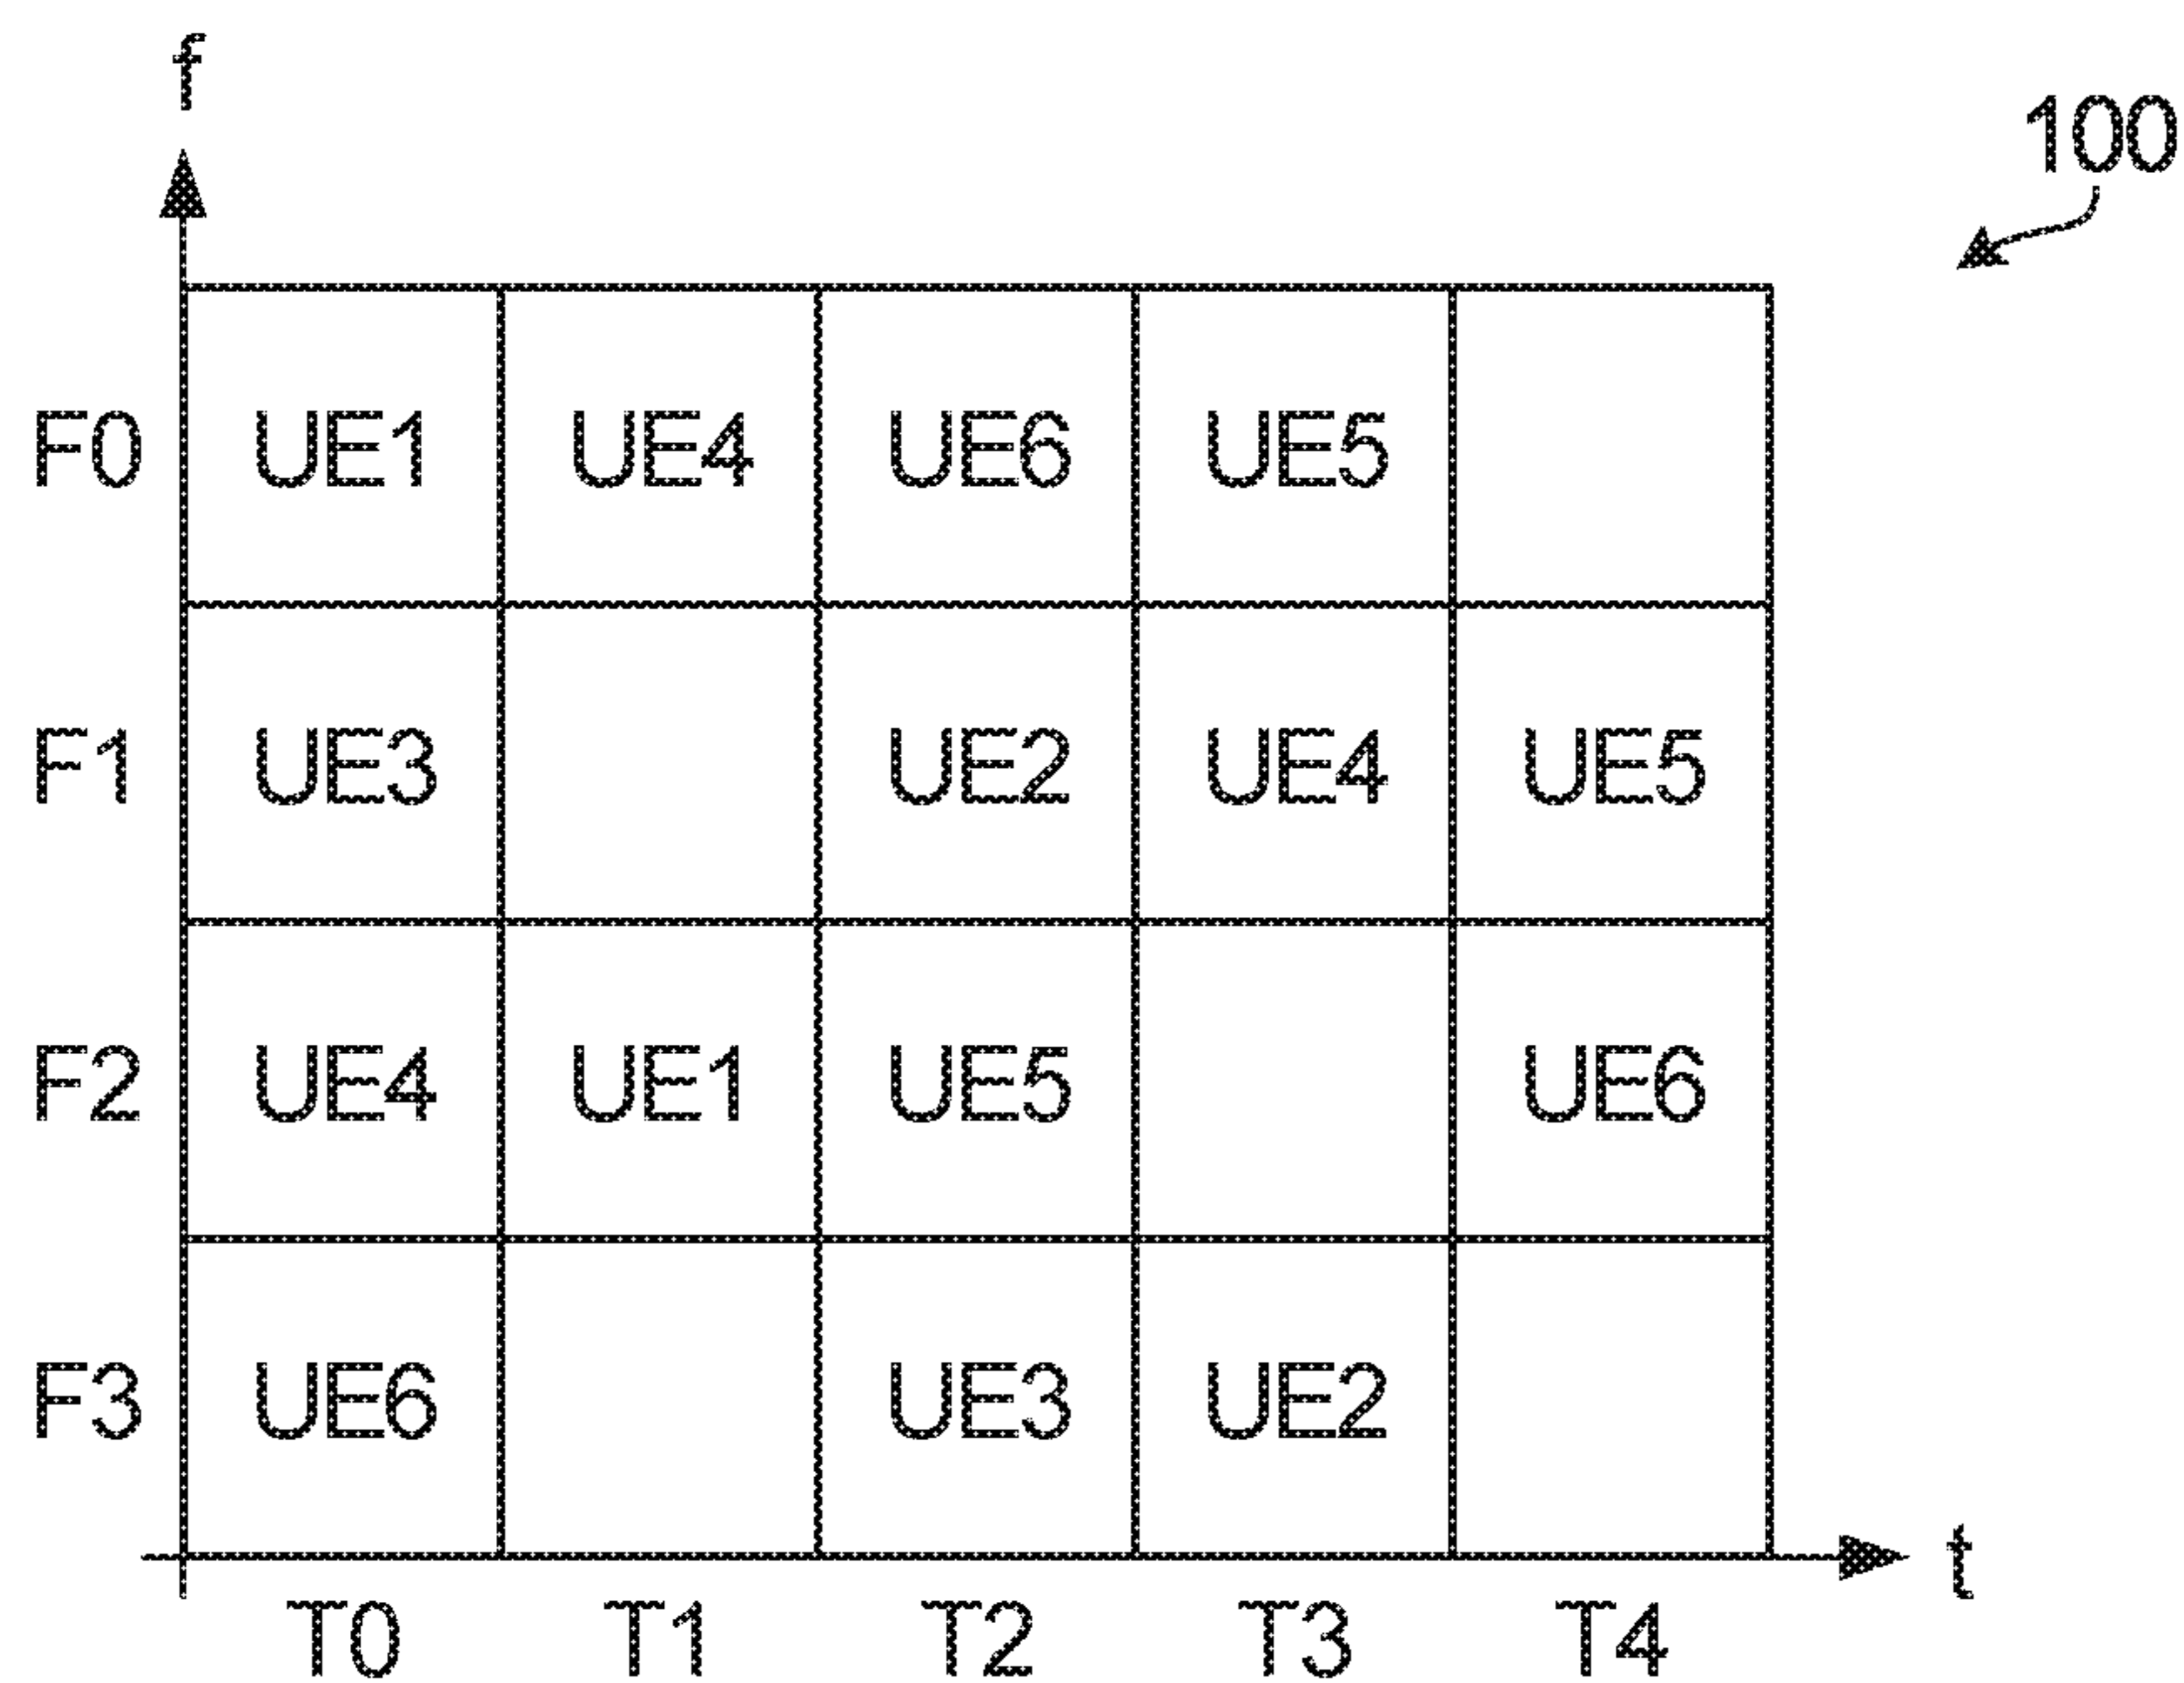 f
100
F0 UE1 UE4 UE6 UE5
F1 UE3 UE2 UE4 UE5
F2 UE4 UE1 UE5 UE6
F3 UE6 UE3 UE2
t
T0 T1 T2 T3 T4